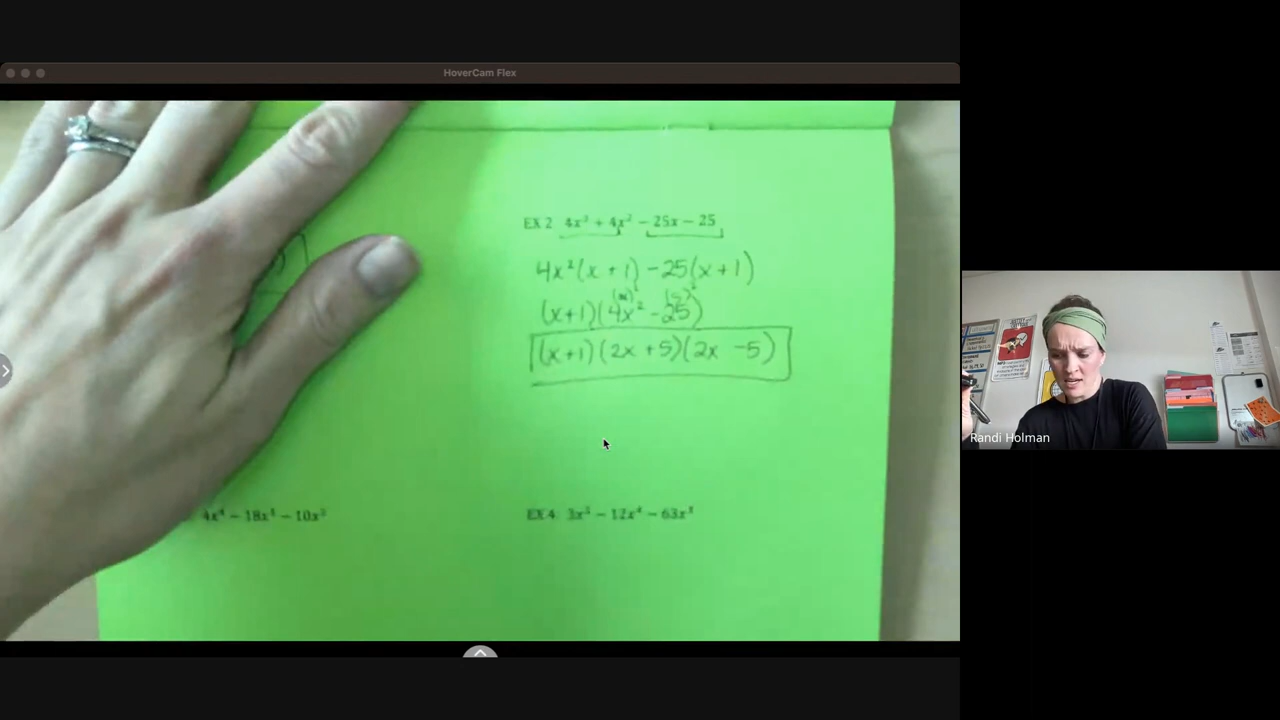 HoverCam Flex
EX 2 4x³ + 4x² − 25x − 25
4x²(x + 1) − 25(x + 1)
(x+1)(4x² − 25)
(x+1)(2x +5)(2x −5)
4x⁴ − 18x³ − 10x²
EX 4: 3x⁵ − 12x⁴ − 63x³
Randi Holman